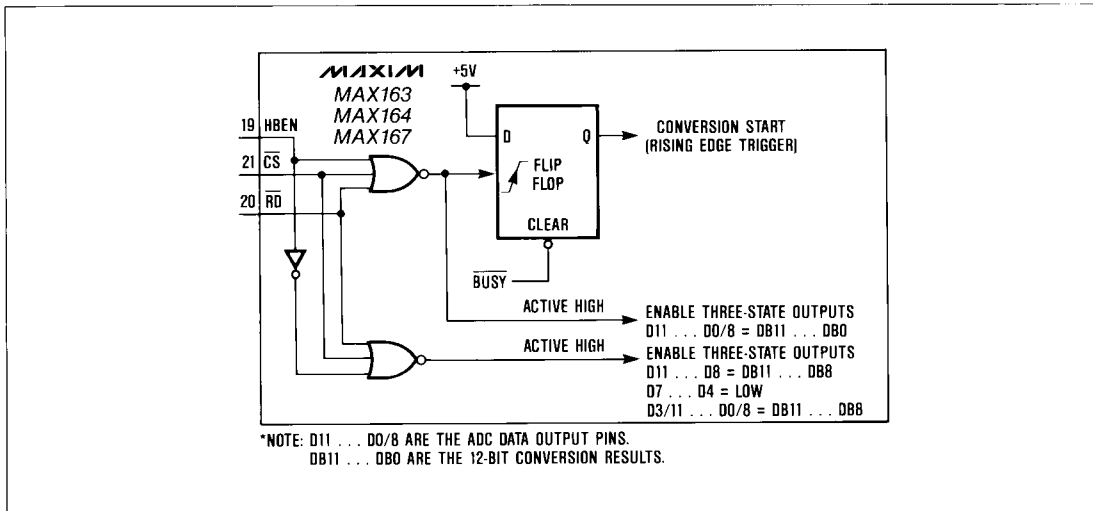 MAXIM
MAX163
MAX164
MAX167
+5V
19 HBEN
21 C̅S̅
20 R̅D̅
D Q
FLIP
FLOP
CLEAR
B̅U̅S̅Y̅
CONVERSION START
(RISING EDGE TRIGGER)
ACTIVE HIGH
ENABLE THREE-STATE OUTPUTS
D11 . . . D0/8 = DB11 . . . DB0
ACTIVE HIGH
ENABLE THREE-STATE OUTPUTS
D11 . . . D8 = DB11 . . . DB8
D7 . . . D4 = LOW
D3/11 . . . D0/8 = DB11 . . . DB8
*NOTE: D11 . . . D0/8 ARE THE ADC DATA OUTPUT PINS.
DB11 . . . DB0 ARE THE 12-BIT CONVERSION RESULTS.